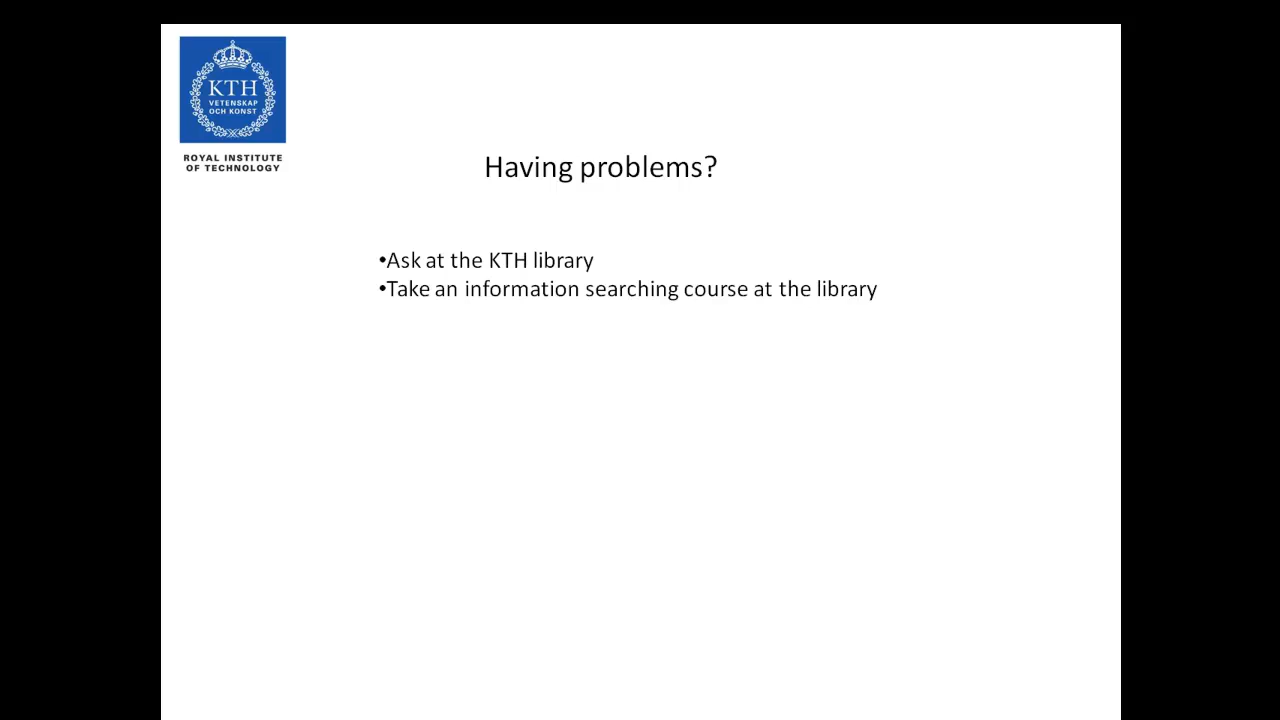 KTH
VETENSKAP
OCH KONST
ROYAL INSTITUTE
OF TECHNOLOGY
Having problems?
•Ask at the KTH library
•Take an information searching course at the library